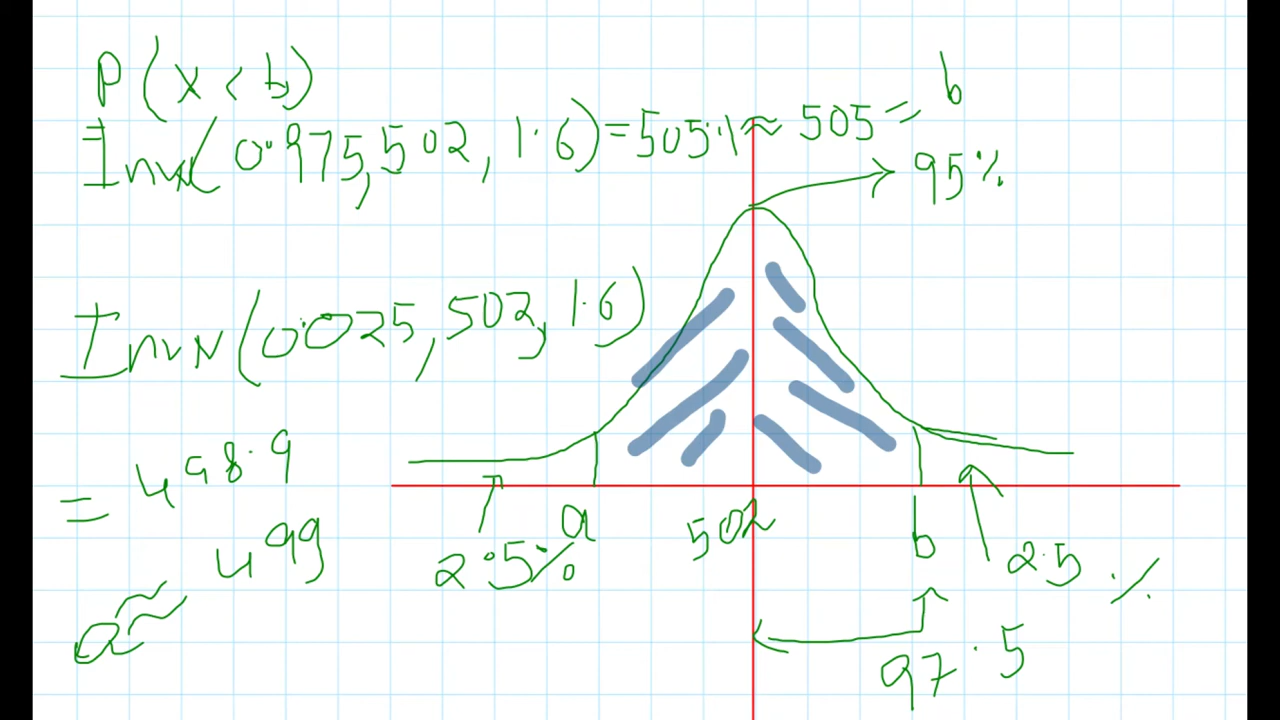 P(x < b)
InvN(0.975, 502, 1.6) = 505.1 ≈ 505 = b
95%
InvN(0.025, 502, 1.6)
= 498.9
a ≈ 499
a
502
b
2.5%
2.5%
97.5